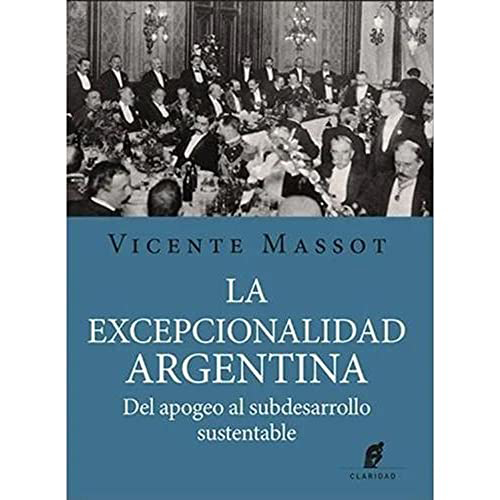 VICENTE MASSOT
LA
EXCEPCIONALIDAD
ARGENTINA
Del apogeo al subdesarrollo
sustentable
CLARIDAD